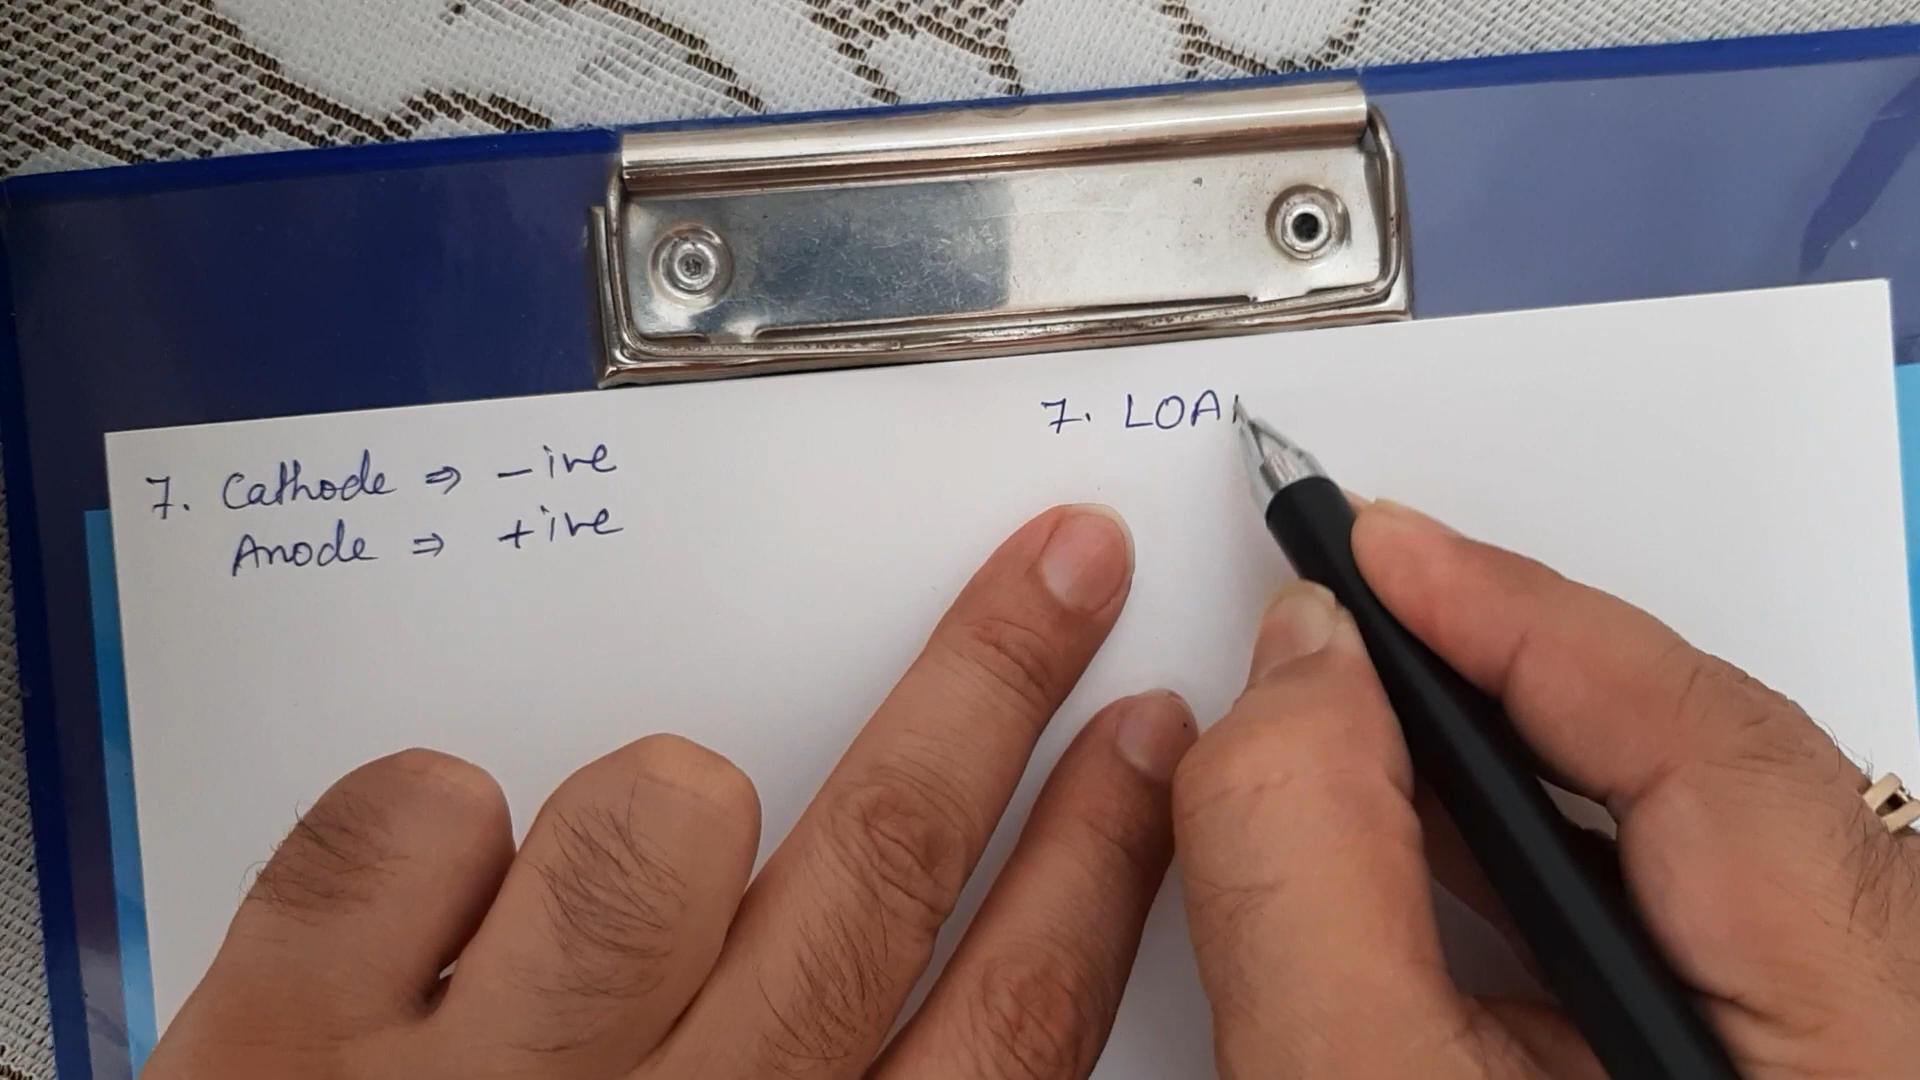 7. Cathode ⇒ -ive
Anode ⇒ +ive
7. LOA